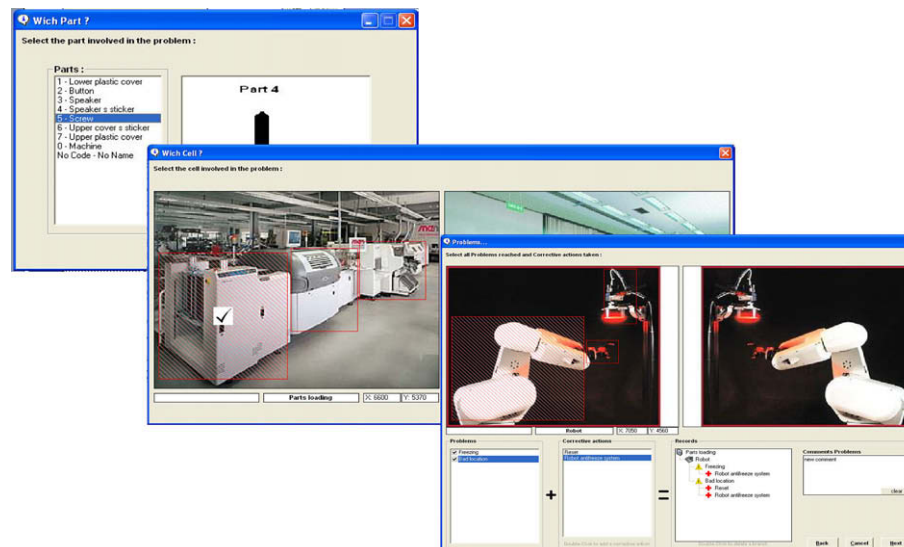 Wich Part ?
Select the part involved in the problem :
Parts :
1 - Lower plastic cover
2 - Button
3 - Speaker
4 - Speaker s sticker
5 - Screw
6 - Upper cover s sticker
7 - Upper plastic cover
0 - Machine
No Code - No Name
Part 4
Wich Cell ?
Select the cell involved in the problem :
Parts loading
X: 6600
Y: 5370
Problems...
Select all Problems reached and Corrective actions taken :
Robot
X: 7050
Y: 4560
Problems
Freezing
Bad location
+
Corrective actions
Reset
Robot antifreeze system
=
Records
Parts loading
Robot
Freezing
Robot antifreeze system
Bad location
Reset
Robot antifreeze system
Comments Problems
new comment
clear
Back
Cancel
Next